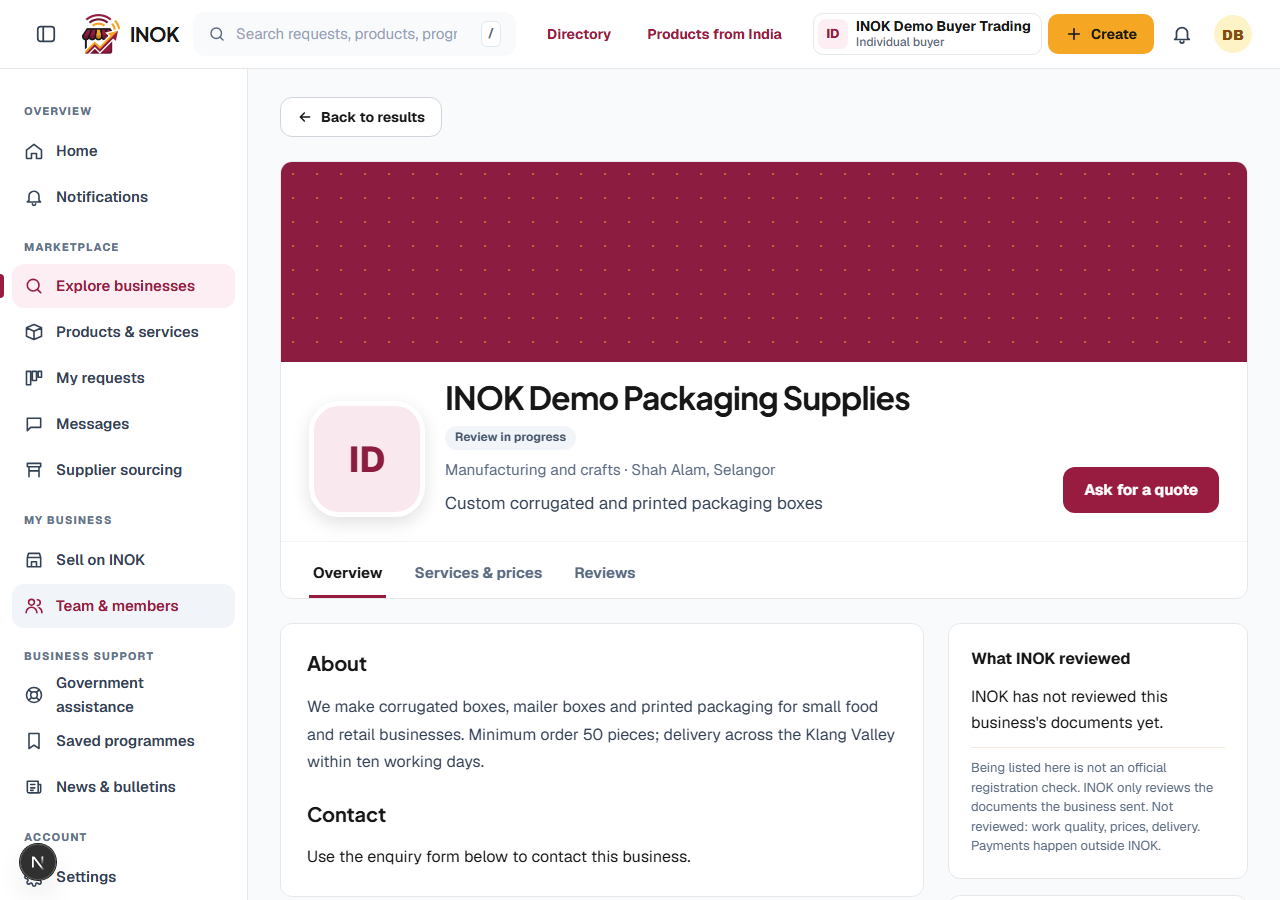 INOK
Search requests, products, progr
/
Directory
Products from India
ID
INOK Demo Buyer Trading
Individual buyer
+ Create
DB
OVERVIEW
Home
Notifications
MARKETPLACE
Explore businesses
Products & services
My requests
Messages
Supplier sourcing
MY BUSINESS
Sell on INOK
Team & members
BUSINESS SUPPORT
Government
assistance
Saved programmes
News & bulletins
ACCOUNT
N
Settings
← Back to results
ID
INOK Demo Packaging Supplies
Review in progress
Manufacturing and crafts · Shah Alam, Selangor
Custom corrugated and printed packaging boxes
Ask for a quote
Overview
Services & prices
Reviews
About
We make corrugated boxes, mailer boxes and printed packaging for small food
and retail businesses. Minimum order 50 pieces; delivery across the Klang Valley
within ten working days.
Contact
Use the enquiry form below to contact this business.
What INOK reviewed
INOK has not reviewed this
business's documents yet.
Being listed here is not an official
registration check. INOK only reviews the
documents the business sent. Not
reviewed: work quality, prices, delivery.
Payments happen outside INOK.